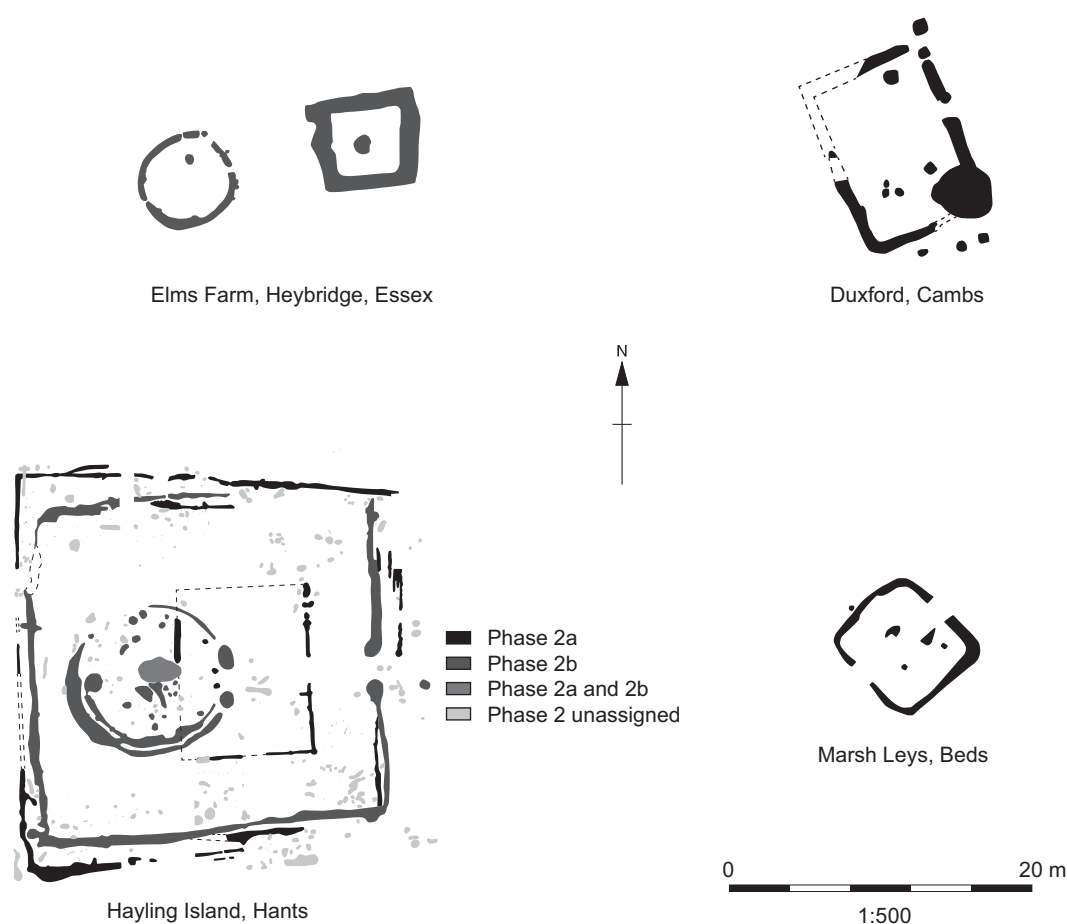 Elms Farm, Heybridge, Essex
Duxford, Cambs
N
Phase 2a
Phase 2b
Phase 2a and 2b
Phase 2 unassigned
Marsh Leys, Beds
Hayling Island, Hants
0 20 m
1:500